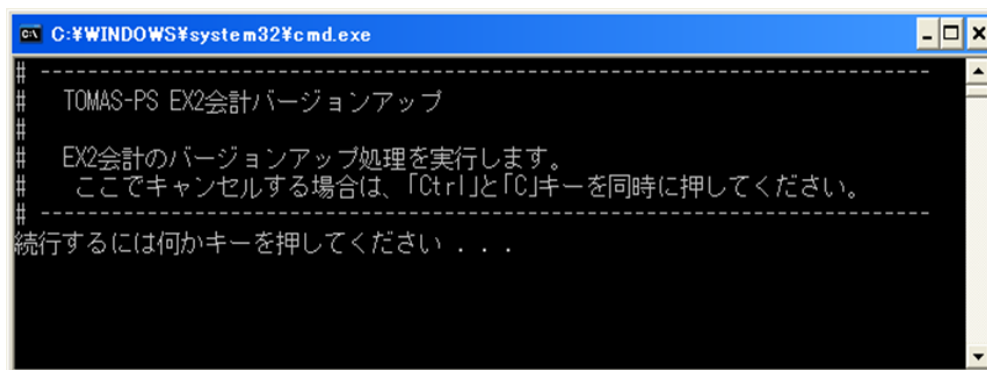 C:¥WINDOWS¥system32¥cmd.exe
# --------------------------------------------------------------------------
#   TOMAS-PS EX2会計バージョンアップ
#
#   EX2会計のバージョンアップ処理を実行します。
#    ここでキャンセルする場合は、「Ctrl」と「C」キーを同時に押してください。
# --------------------------------------------------------------------------
続行するには何かキーを押してください . . .